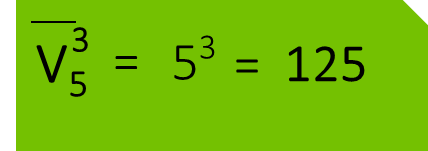 V̅₅³ = 5³ = 125